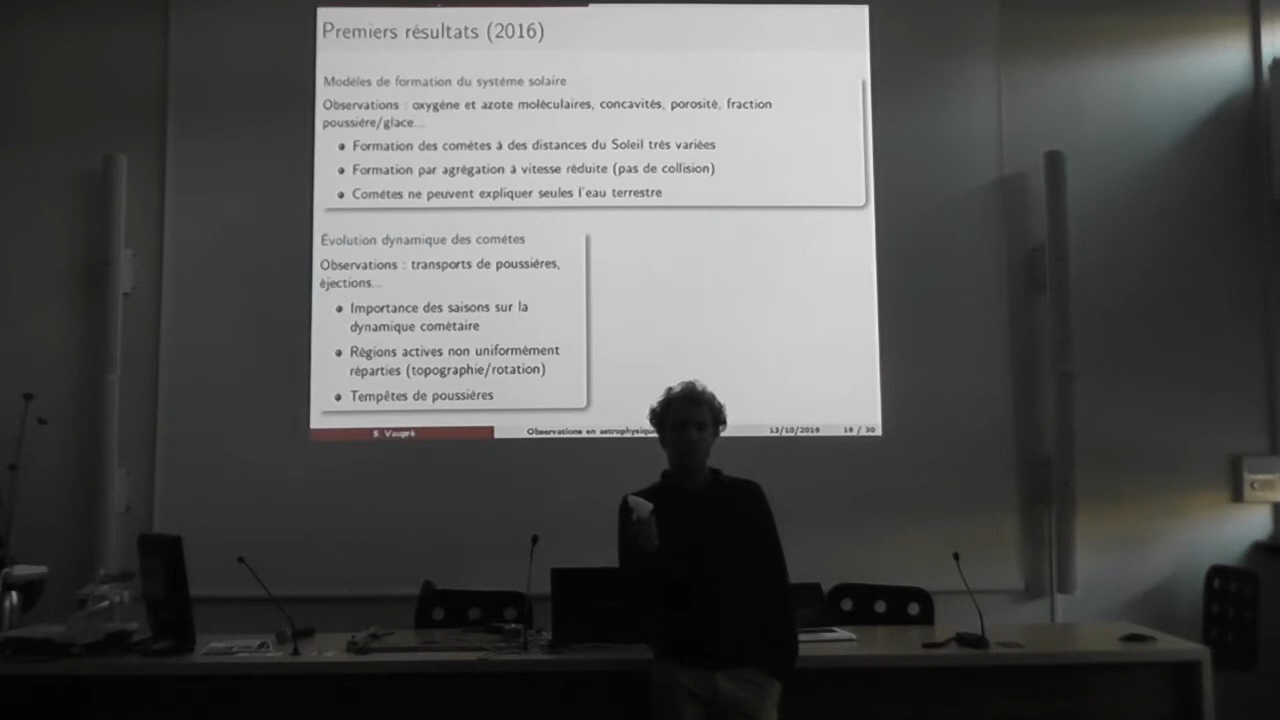 Premiers résultats (2016)
Modèles de formation du système solaire
Observations : oxygène et azote moléculaires, concavités, porosité, fraction
poussière/glace...
Formation des comètes à des distances du Soleil très variées
Formation par agrégation à vitesse réduite (pas de collision)
Comètes ne peuvent expliquer seules l'eau terrestre
Évolution dynamique des comètes
Observations : transports de poussières,
éjections...
Importance des saisons sur la
dynamique cométaire
Régions actives non uniformément
réparties (topographie/rotation)
Tempêtes de poussières
S. Vaupré
Observations en astrophysique
13/10/2016
18 / 30